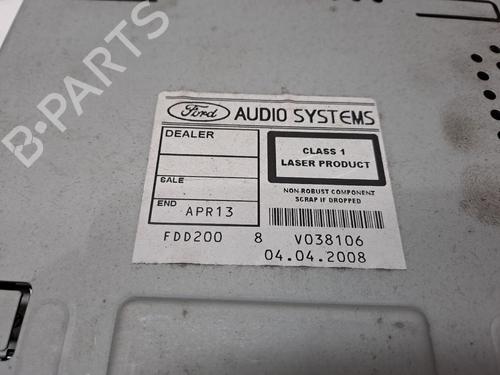 Ford AUDIO SYSTEMS
DEALER
CLASS 1
LASER PRODUCT
SALE
NON-ROBUST COMPONENT
SCRAP IF DROPPED
END APR13
FDD200 8 V038106
04.04.2008
B-PARTS
B-PARTS